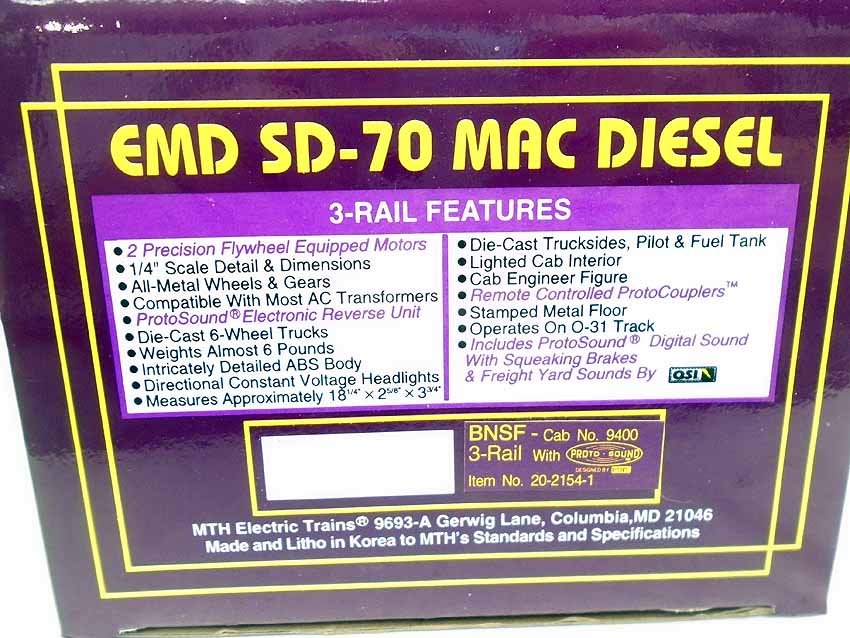 EMD SD-70 MAC DIESEL
3-RAIL FEATURES
• 2 Precision Flywheel Equipped Motors
• 1/4" Scale Detail & Dimensions
• All-Metal Wheels & Gears
• Compatible With Most AC Transformers
• ProtoSound® Electronic Reverse Unit
• Die-Cast 6-Wheel Trucks
• Weights Almost 6 Pounds
• Intricately Detailed ABS Body
• Directional Constant Voltage Headlights
• Measures Approximately 18 1/4" × 2 5/8" × 3 3/4"
• Die-Cast Trucksides, Pilot & Fuel Tank
• Lighted Cab Interior
• Cab Engineer Figure
• Remote Controlled ProtoCouplers™
• Stamped Metal Floor
• Operates On O-31 Track
• Includes ProtoSound® Digital Sound
With Squeaking Brakes
& Freight Yard Sounds By QSI
BNSF - Cab No. 9400
3-Rail With PROTO-SOUND
DESIGNED BY
Item No. 20-2154-1
MTH Electric Trains® 9693-A Gerwig Lane, Columbia,MD 21046
Made and Litho in Korea to MTH's Standards and Specifications